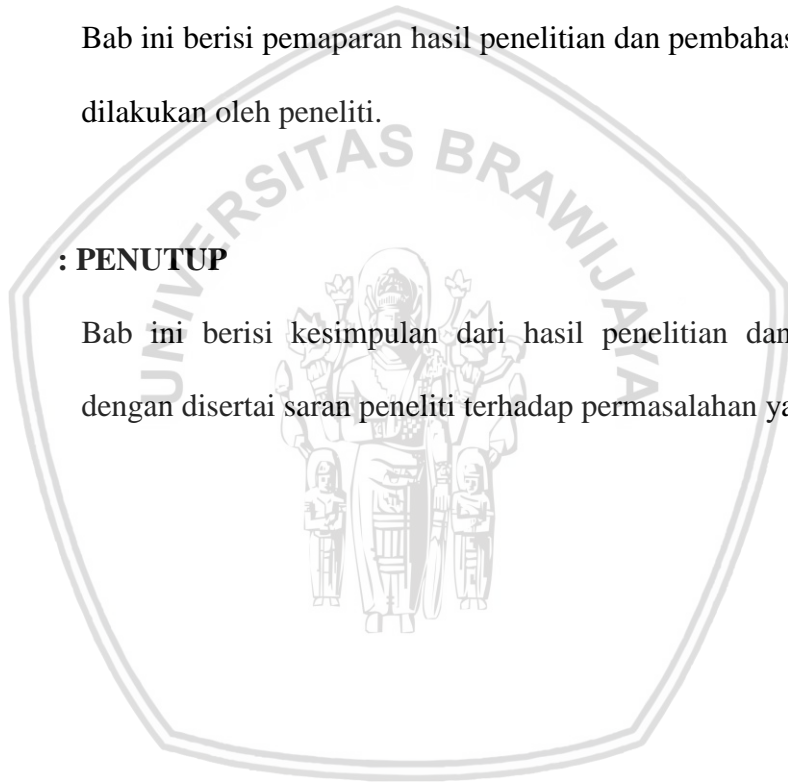 Bab ini berisi pemaparan hasil penelitian dan pembahas
dilakukan oleh peneliti.
UNIVERSITAS BRAWIJAYA
: PENUTUP
Bab ini berisi kesimpulan dari hasil penelitian dan
dengan disertai saran peneliti terhadap permasalahan ya